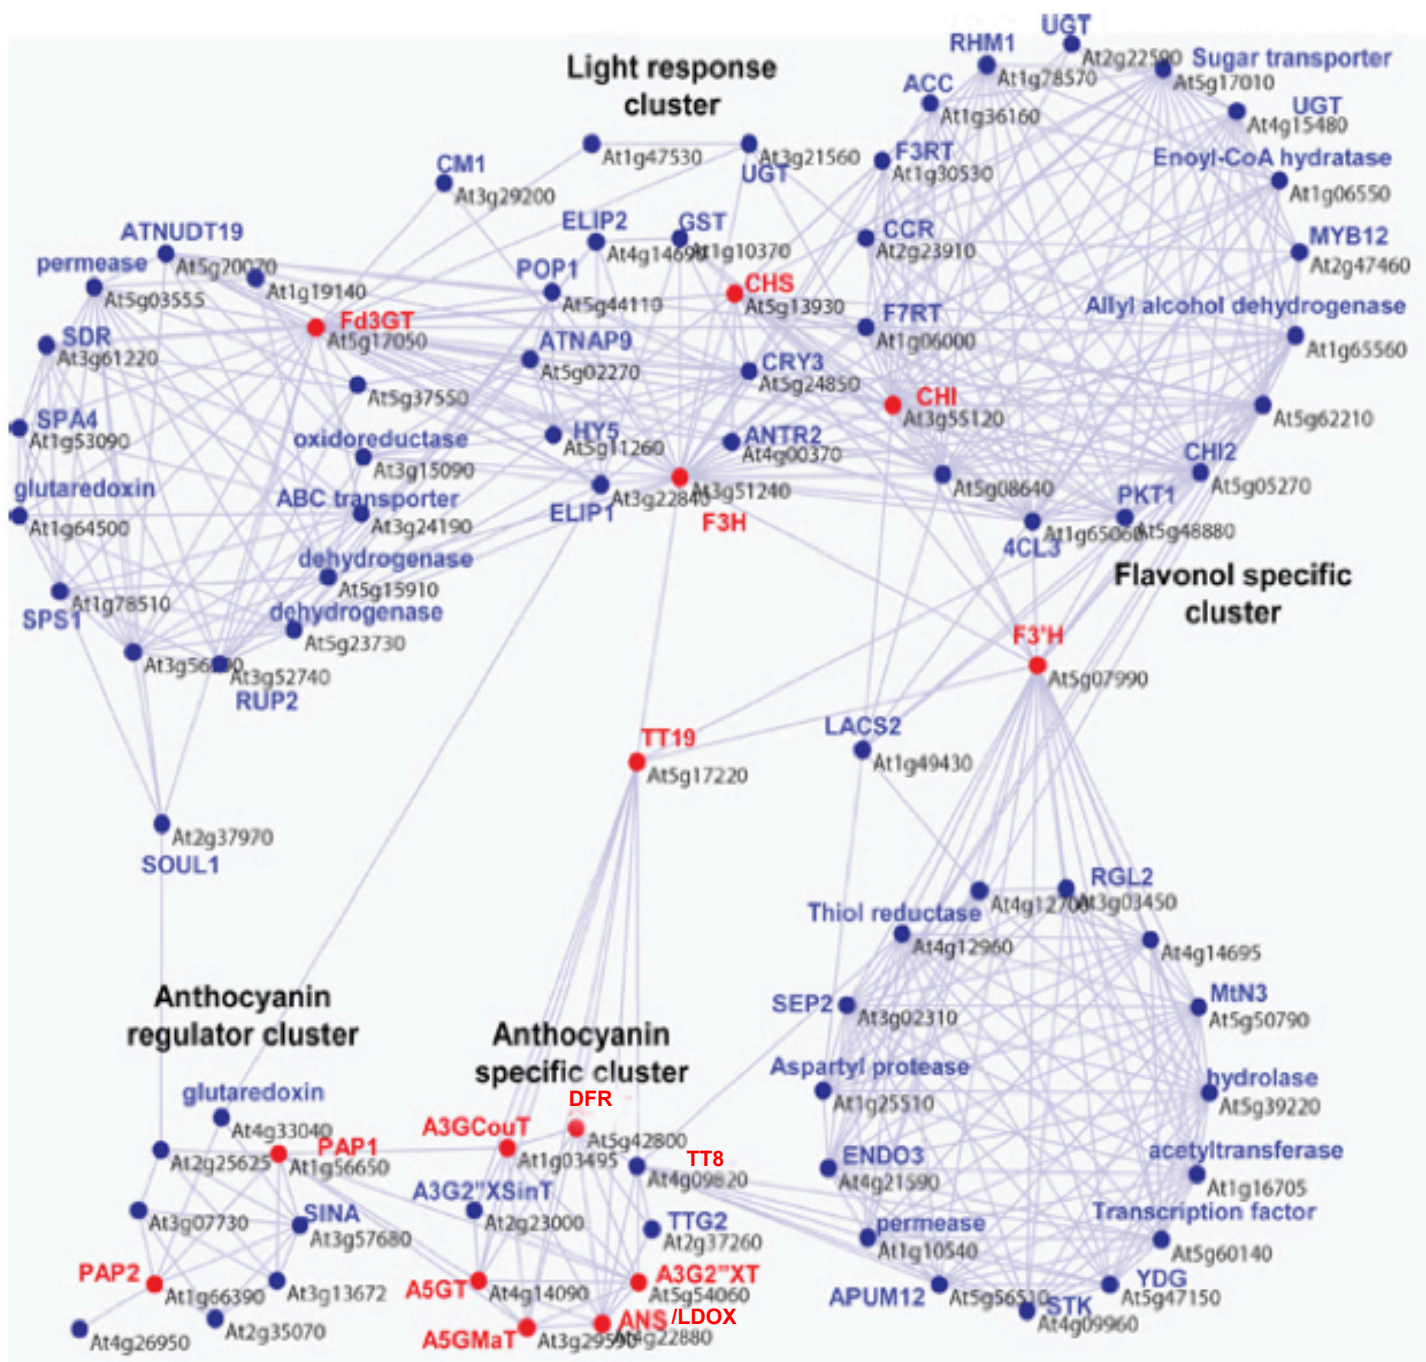 Light response
cluster
CM1
At3g29200
At1g47530
At3g21560
UGT
ELIP2
At4g14690
GST
At1g10370
POP1
At5g44110
CHS
At5g13930
ATNAP9
At5g02270
CRY3
At5g24850
HY5
At5g11260
ANTR2
At4g00370
ELIP1
At3g22840
At3g51240
F3H
ATNUDT19
At5g20070
permease
At5g03555
At1g19140
Fd3GT
At5g17050
SDR
At3g61220
At5g37550
SPA4
At1g53090
oxidoreductase
At3g15090
glutaredoxin
At1g64500
ABC transporter
At3g24190
dehydrogenase
At5g15910
SPS1
At1g78510
dehydrogenase
At5g23730
At3g52740
RUP2
At2g37970
SOUL1
UGT
At2g22590
RHM1
At1g78570
Sugar transporter
At5g17010
ACC
At1g36160
UGT
At4g15480
F3RT
At1g30530
Enoyl-CoA hydratase
At1g06550
CCR
At2g23910
MYB12
At2g47460
F7RT
At1g06000
Allyl alcohol dehydrogenase
At1g65560
CHI
At3g55120
At5g62210
At5g08640
CHI2
At5g05270
PKT1
At5g48880
4CL3
At1g65060
Flavonol specific
cluster
F3'H
At5g07990
TT19
At5g17220
LACS2
At1g49430
RGL2
At3g03450
At4g12700
Thiol reductase
At4g12960
At4g14695
SEP2
At3g02310
MtN3
At5g50790
Aspartyl protease
At1g25510
hydrolase
At5g39220
ENDO3
At4g21590
acetyltransferase
At1g16705
permease
At1g10540
Transcription factor
At5g60140
APUM12
At5g56510
STK
At4g09960
YDG
At5g47150
Anthocyanin
regulator cluster
glutaredoxin
At4g33040
At2g25625
PAP1
At1g56650
At3g07730
SINA
At3g57680
PAP2
At1g66390
At3g13672
At2g35070
At4g26950
Anthocyanin
specific cluster
DFR
At5g42800
A3GCouT
At1g03495
TT8
At4g09820
A3G2"XSinT
At2g23000
TTG2
At2g37260
A5GT
At4g14090
A3G2"XT
At5g54060
A5GMaT
At3g29590
ANS /LDOX
At4g22880